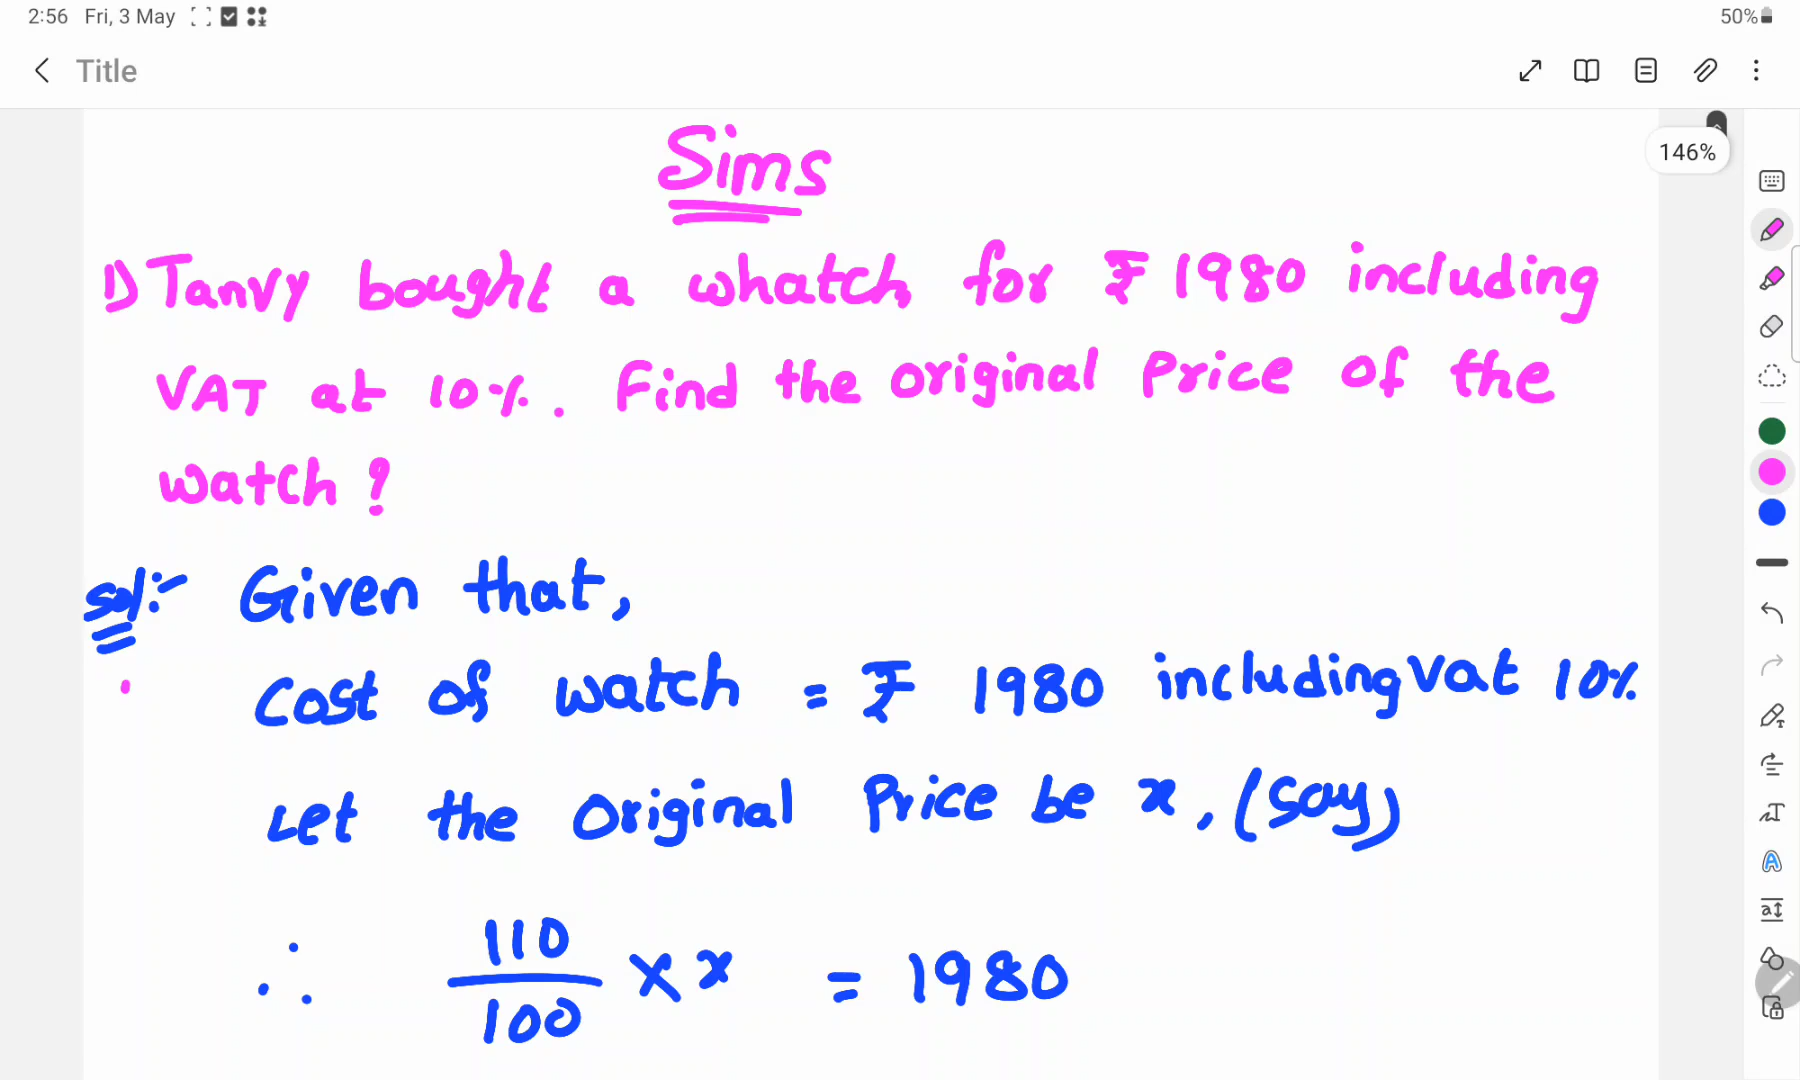 2:56 Fri, 3 May
50%
Title
146%
Sims
1) Tanvy bought a whatch for ₹ 1980 including
VAT at 10%. Find the original Price of the
watch ?
Sol:- Given that,
Cost of watch = ₹ 1980 including vat 10%
Let the Original Price be x, (Say)
∴ 110/100 × x = 1980